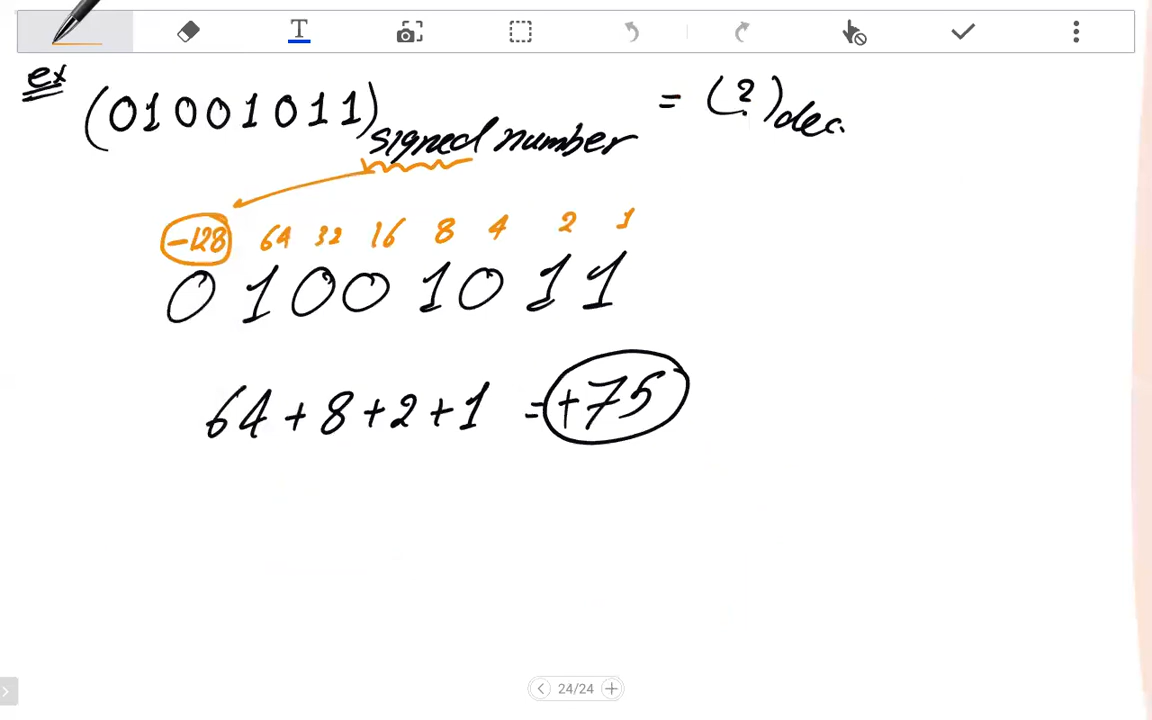 T
ex
(01001011)signed number = (?)dec.
-128 64 32 16 8 4 2 1
0 1 0 0 1 0 1 1
64 + 8 + 2 + 1 = +75
24/24